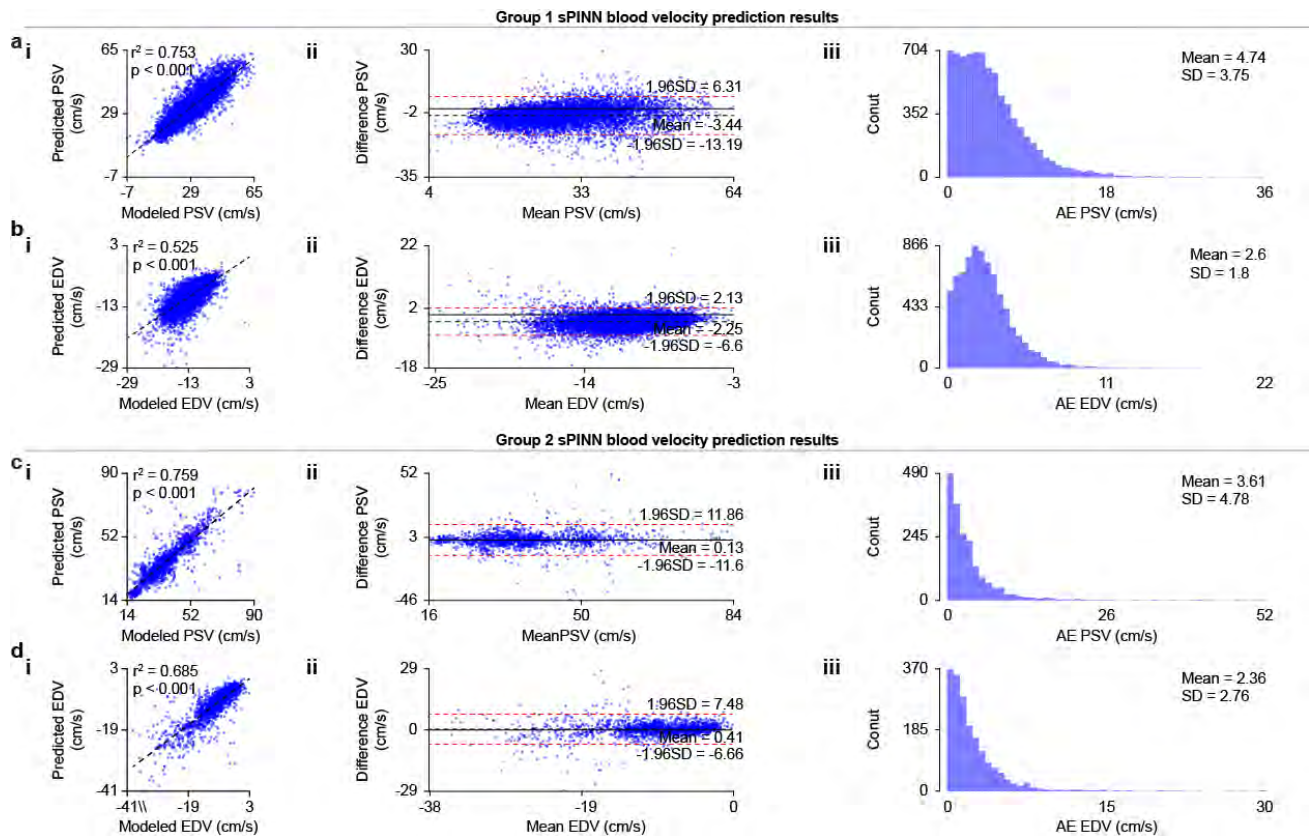 Group 1 sPINN blood velocity prediction results
a
i
r² = 0.753
p < 0.001
Predicted PSV
(cm/s)
65
29
-7
-7 29 65
Modeled PSV (cm/s)
ii
Difference PSV
(cm/s)
30
-2
-35
1.96SD = 6.31
Mean = -3.44
-1.96SD = -13.19
4 33 64
Mean PSV (cm/s)
iii
Conut
704
352
0
Mean = 4.74
SD = 3.75
0 18 36
AE PSV (cm/s)
b
i
r² = 0.525
p < 0.001
Predicted EDV
(cm/s)
3
-13
-29
-29 -13 3
Modeled EDV (cm/s)
ii
Difference EDV
(cm/s)
22
2
-18
1.96SD = 2.13
Mean = -2.25
-1.96SD = -6.6
-25 -14 -3
Mean EDV (cm/s)
iii
Conut
866
433
0
Mean = 2.6
SD = 1.8
0 11 22
AE EDV (cm/s)
Group 2 sPINN blood velocity prediction results
c
i
r² = 0.759
p < 0.001
Predicted PSV
(cm/s)
90
52
14
14 52 90
Modeled PSV (cm/s)
ii
Difference PSV
(cm/s)
52
3
-46
1.96SD = 11.86
Mean = 0.13
-1.96SD = -11.6
16 50 84
MeanPSV (cm/s)
iii
Conut
490
245
0
Mean = 3.61
SD = 4.78
0 26 52
AE PSV (cm/s)
d
i
r² = 0.685
p < 0.001
Predicted EDV
(cm/s)
3
-19
-41
-41\\ -19 3
Modeled EDV (cm/s)
ii
Difference EDV
(cm/s)
29
0
-29
1.96SD = 7.48
Mean = 0.41
-1.96SD = -6.66
-38 -19 0
Mean EDV (cm/s)
iii
Conut
370
185
0
Mean = 2.36
SD = 2.76
0 15 30
AE EDV (cm/s)